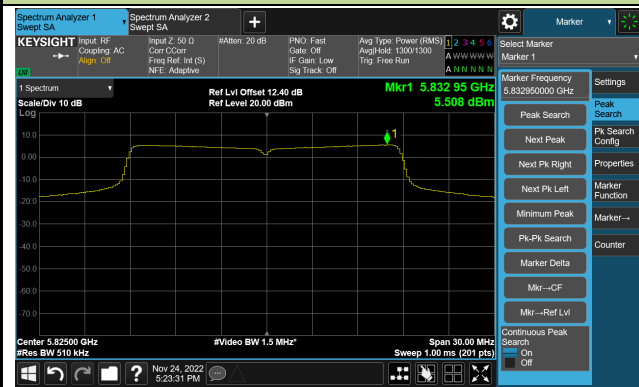 Spectrum Analyzer 1
Swept SA
Spectrum Analyzer 2
Swept SA
Marker
KEYSIGHT
Input: RF
Coupling: AC
Align: Off
Input Z: 50 Ω
Corr CCorr
Freq Ref: Int (S)
NFE: Adaptive
#Atten: 20 dB
PNO: Fast
Gate: Off
IF Gain: Low
Sig Track: Off
Avg Type: Power (RMS)
Avg|Hold: 1300/1300
Trig: Free Run
1 2 3 4 5 6
A W W W W W
A N N N N N
LXI
Select Marker
Marker 1
1 Spectrum
Scale/Div 10 dB
Log
Ref Lvl Offset 12.40 dB
Ref Level 20.00 dBm
Mkr1 5.832 95 GHz
5.508 dBm
1
10.0
0.00
-10.0
-20.0
-30.0
-40.0
-50.0
-60.0
-70.0
Center 5.82500 GHz
#Res BW 510 kHz
#Video BW 1.5 MHz*
Span 30.00 MHz
Sweep 1.00 ms (201 pts)
Marker Frequency
5.832950000 GHz
Peak Search
Next Peak
Next Pk Right
Next Pk Left
Minimum Peak
Pk-Pk Search
Marker Delta
Mkr→CF
Mkr→Ref Lvl
Continuous Peak
Search
On
Off
Settings
Peak
Search
Pk Search
Config
Properties
Marker
Function
Marker→
Counter
?
Nov 24, 2022
5:23:31 PM